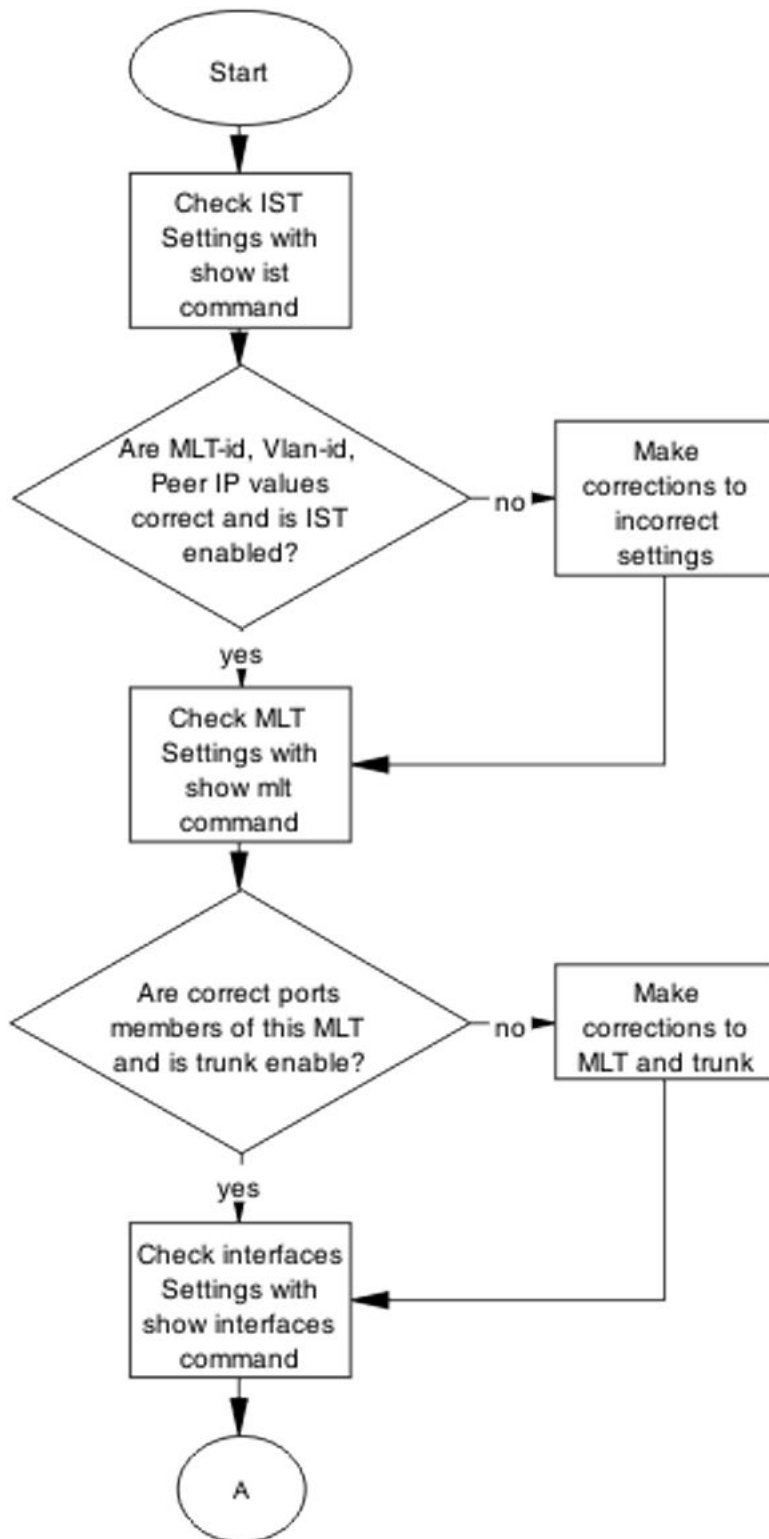 Start
Check IST
Settings with
show ist
command
Are MLT-id, Vlan-id,
Peer IP values
correct and is IST
enabled?
no
Make
corrections to
incorrect
settings
yes
Check MLT
Settings with
show mlt
command
Are correct ports
members of this MLT
and is trunk enable?
no
Make
corrections to
MLT and trunk
yes
Check interfaces
Settings with
show interfaces
command
A